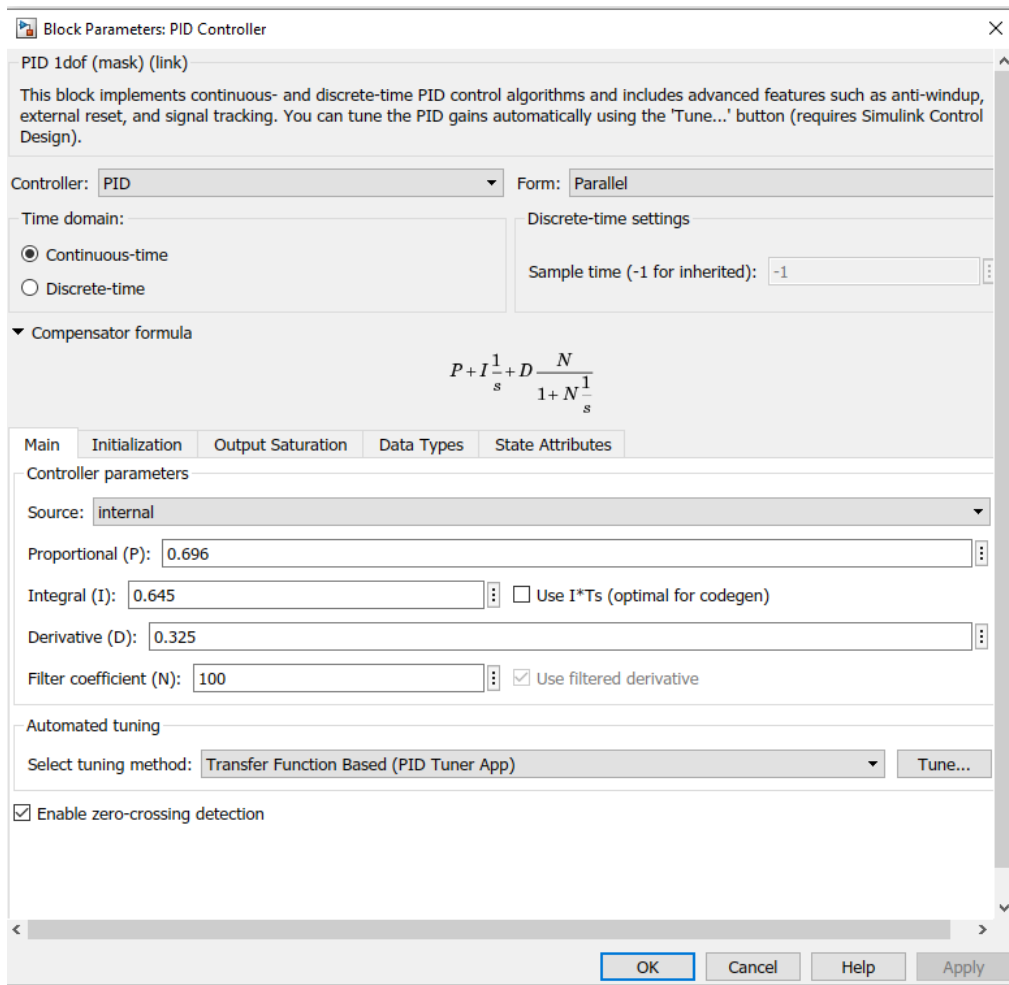 Block Parameters: PID Controller
PID 1dof (mask) (link)
This block implements continuous- and discrete-time PID control algorithms and includes advanced features such as anti-windup,
external reset, and signal tracking. You can tune the PID gains automatically using the 'Tune...' button (requires Simulink Control
Design).
Controller: PID Form: Parallel
Time domain: Discrete-time settings
Continuous-time
Sample time (-1 for inherited): -1
Discrete-time
Compensator formula
P + I 1/s + D N/(1 + N 1/s)
Main Initialization Output Saturation Data Types State Attributes
Controller parameters
Source: internal
Proportional (P): 0.696
Integral (I): 0.645 Use I*Ts (optimal for codegen)
Derivative (D): 0.325
Filter coefficient (N): 100 Use filtered derivative
Automated tuning
Select tuning method: Transfer Function Based (PID Tuner App) Tune...
Enable zero-crossing detection
OK Cancel Help Apply